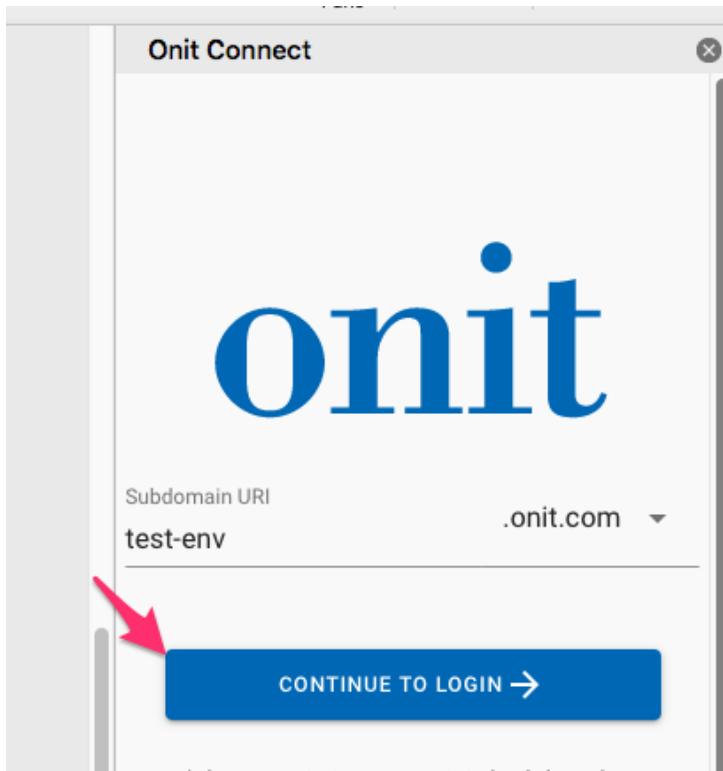 Onit Connect
onit
Subdomain URI
test-env
.onit.com
CONTINUE TO LOGIN